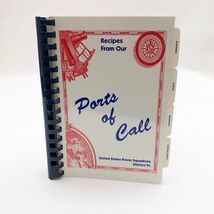 Recipes
From Our
Ports
of
Call
United States Power Squadrons
District 21